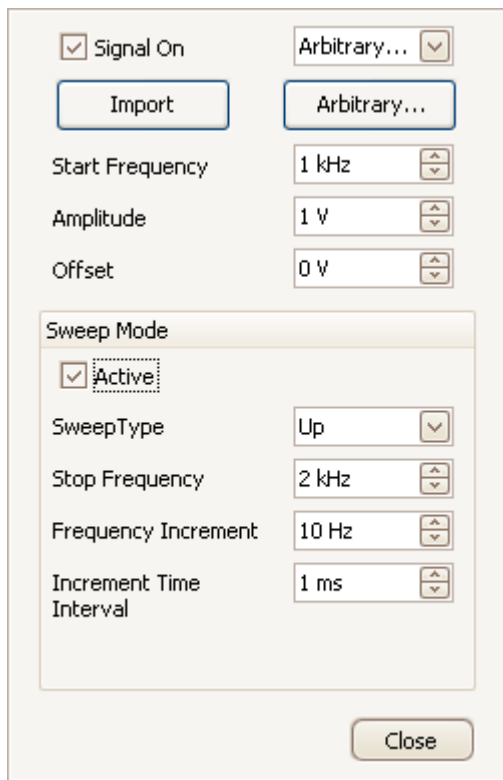 Signal On Arbitrary...
Import Arbitrary...
Start Frequency 1 kHz
Amplitude 1 V
Offset 0 V
Sweep Mode
Active
SweepType Up
Stop Frequency 2 kHz
Frequency Increment 10 Hz
Increment Time 1 ms
Interval
Close